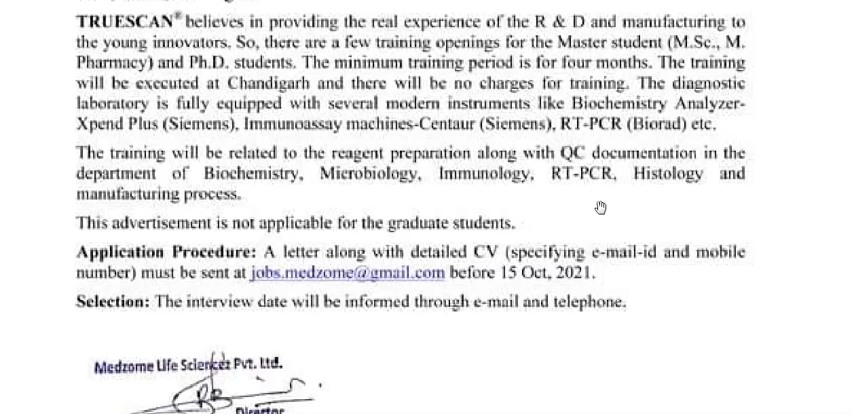 TRUESCAN® believes in providing the real experience of the R & D and manufacturing to
the young innovators. So, there are a few training openings for the Master student (M.Sc., M.
Pharmacy) and Ph.D. students. The minimum training period is for four months. The training
will be executed at Chandigarh and there will be no charges for training. The diagnostic
laboratory is fully equipped with several modern instruments like Biochemistry Analyzer-
Xpend Plus (Siemens), Immunoassay machines-Centaur (Siemens), RT-PCR (Biorad) etc.
The training will be related to the reagent preparation along with QC documentation in the
department of Biochemistry, Microbiology, Immunology, RT-PCR, Histology and
manufacturing process.
This advertisement is not applicable for the graduate students.
Application Procedure: A letter along with detailed CV (specifying e-mail-id and mobile
number) must be sent at jobs.medzome@gmail.com before 15 Oct, 2021.
Selection: The interview date will be informed through e-mail and telephone.
Medzome Life Sciences Pvt. Ltd.
Director